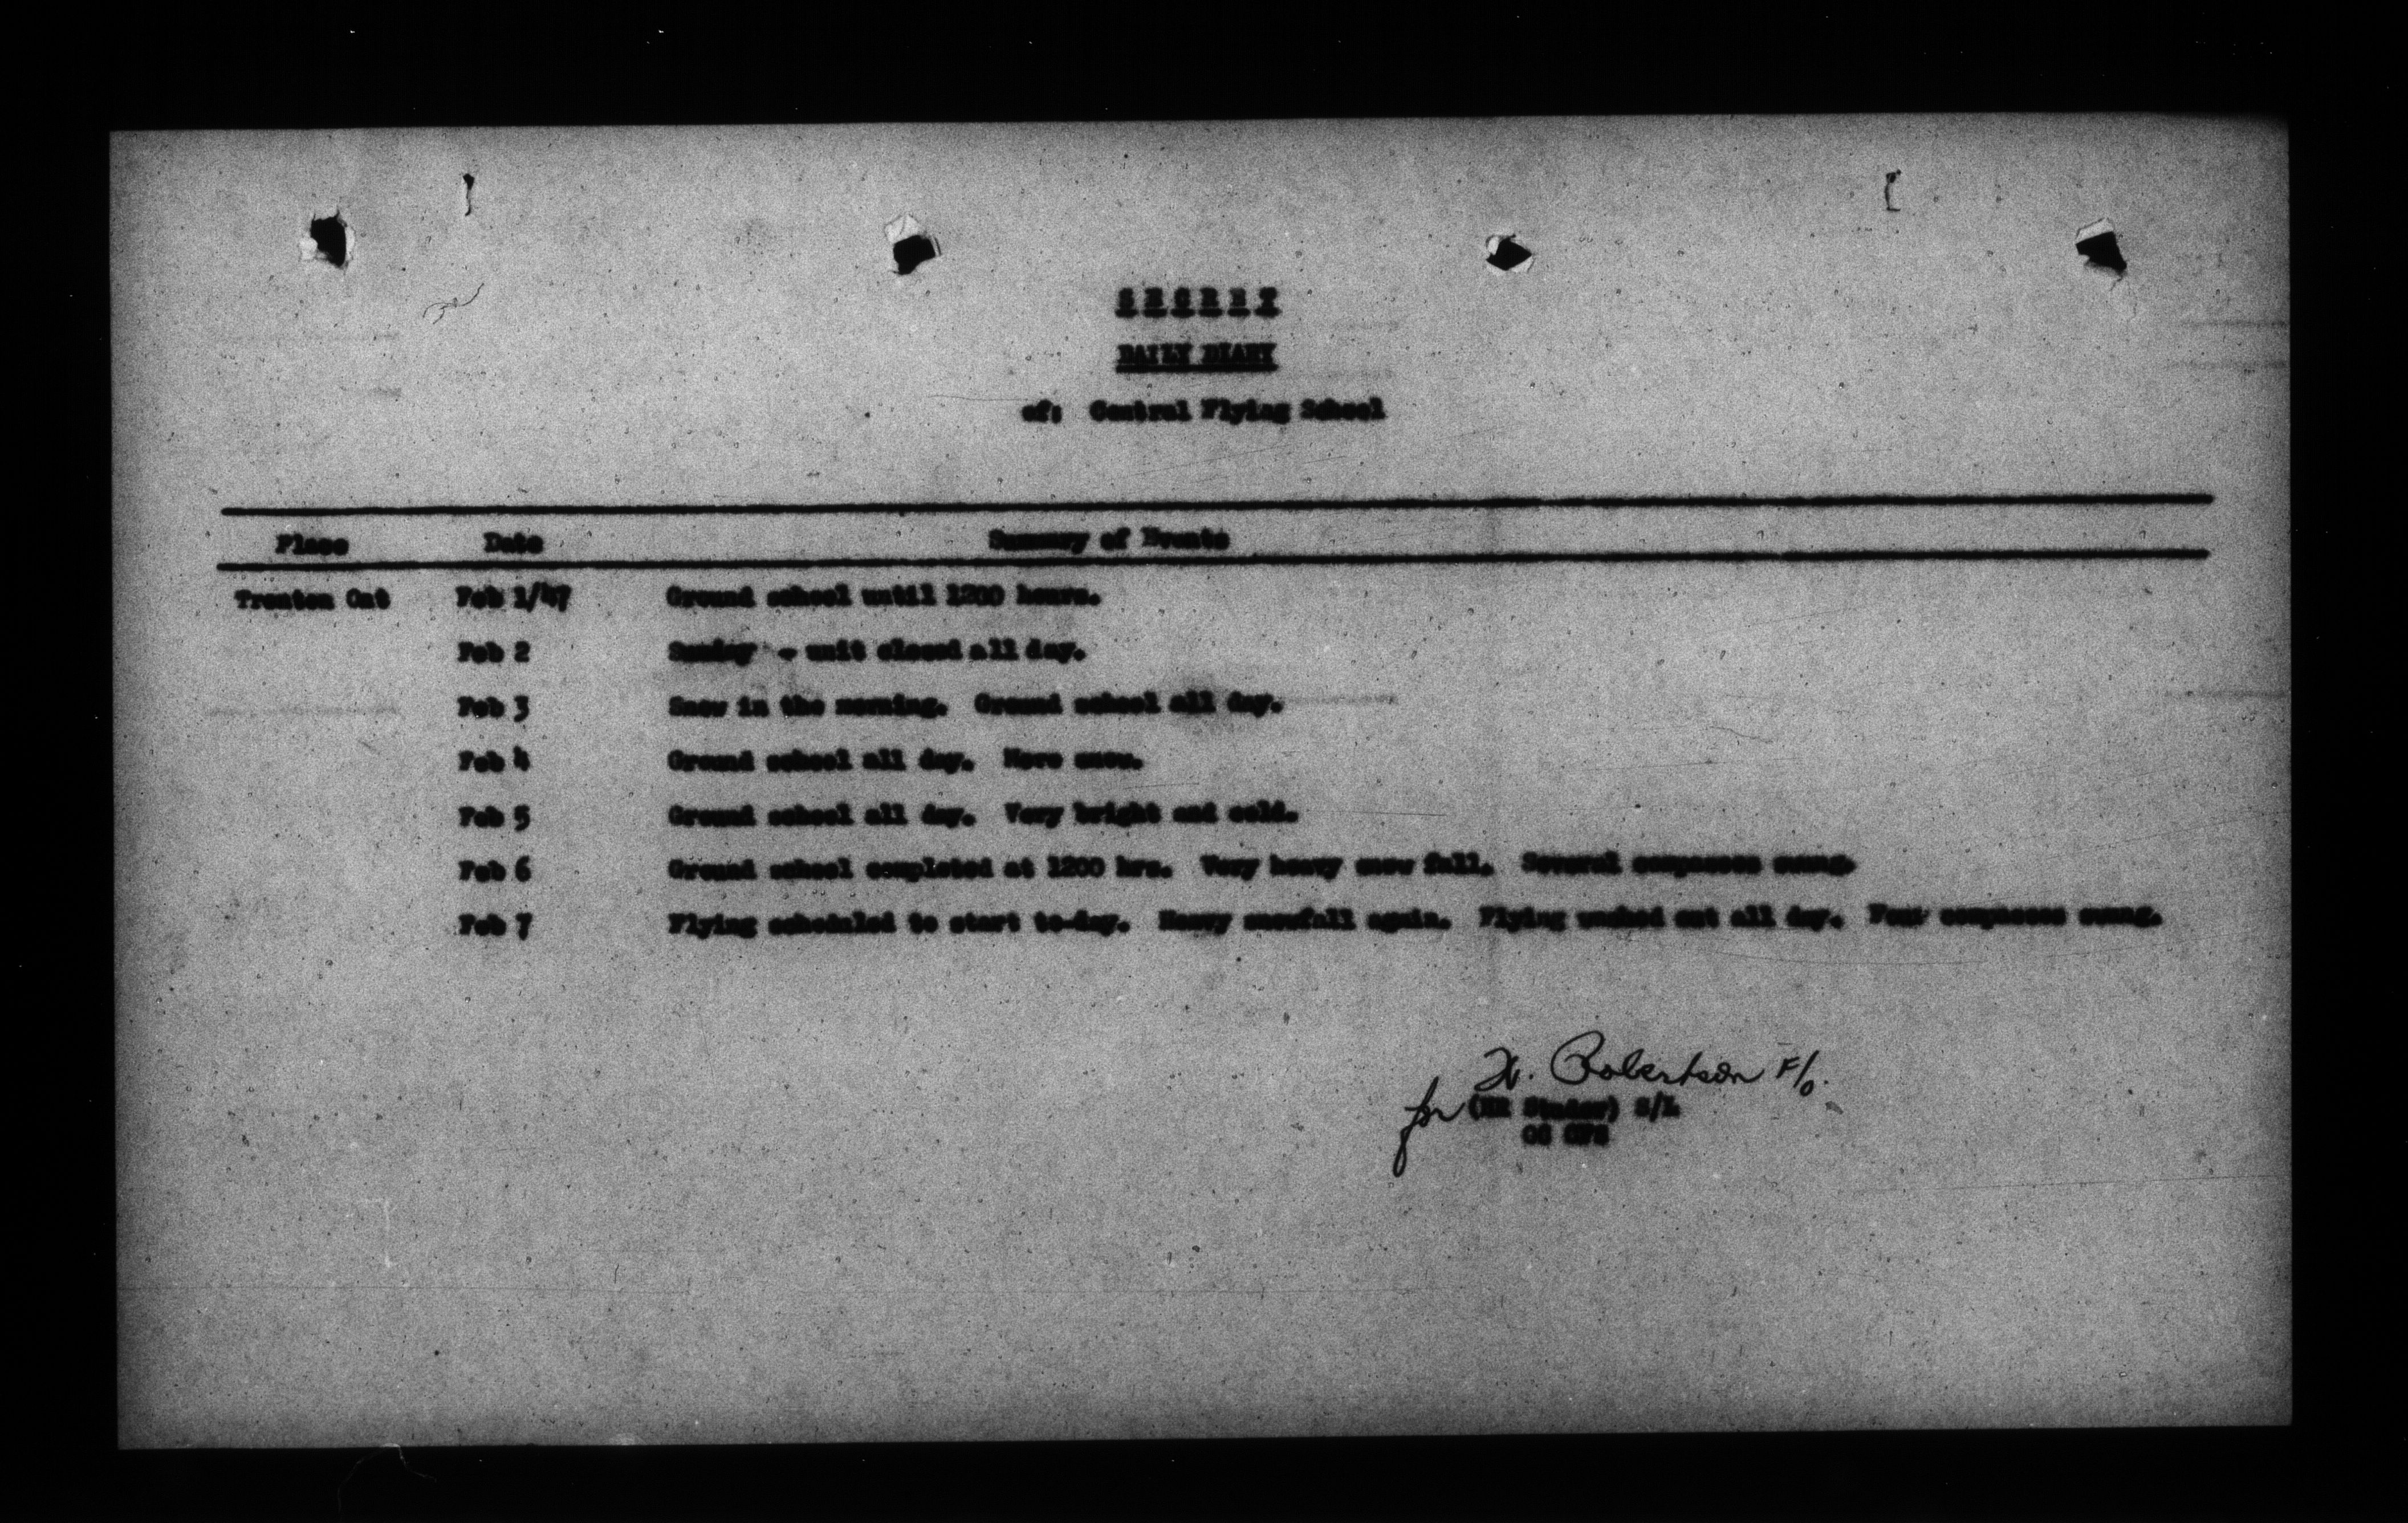 S E C R E T
DAILY DIARY
of: Central Flying School
Place Date Summary of Events
Trenton Ont Feb 1/47 Ground school until 1200 hours.
Feb 2 Sunday - unit closed all day.
Feb 3 Snow in the morning. Ground school all day.
Feb 4 Ground school all day. More snow.
Feb 5 Ground school all day. Very bright and cold.
Feb 6 Ground school completed at 1200 hrs. Very heavy snow fall. Several compasses swung.
Feb 7 Flying scheduled to start to-day. Heavy snowfall again. Flying washed out all day. Four compasses swung.
Robertson F/O.
for S/L
OC CFS